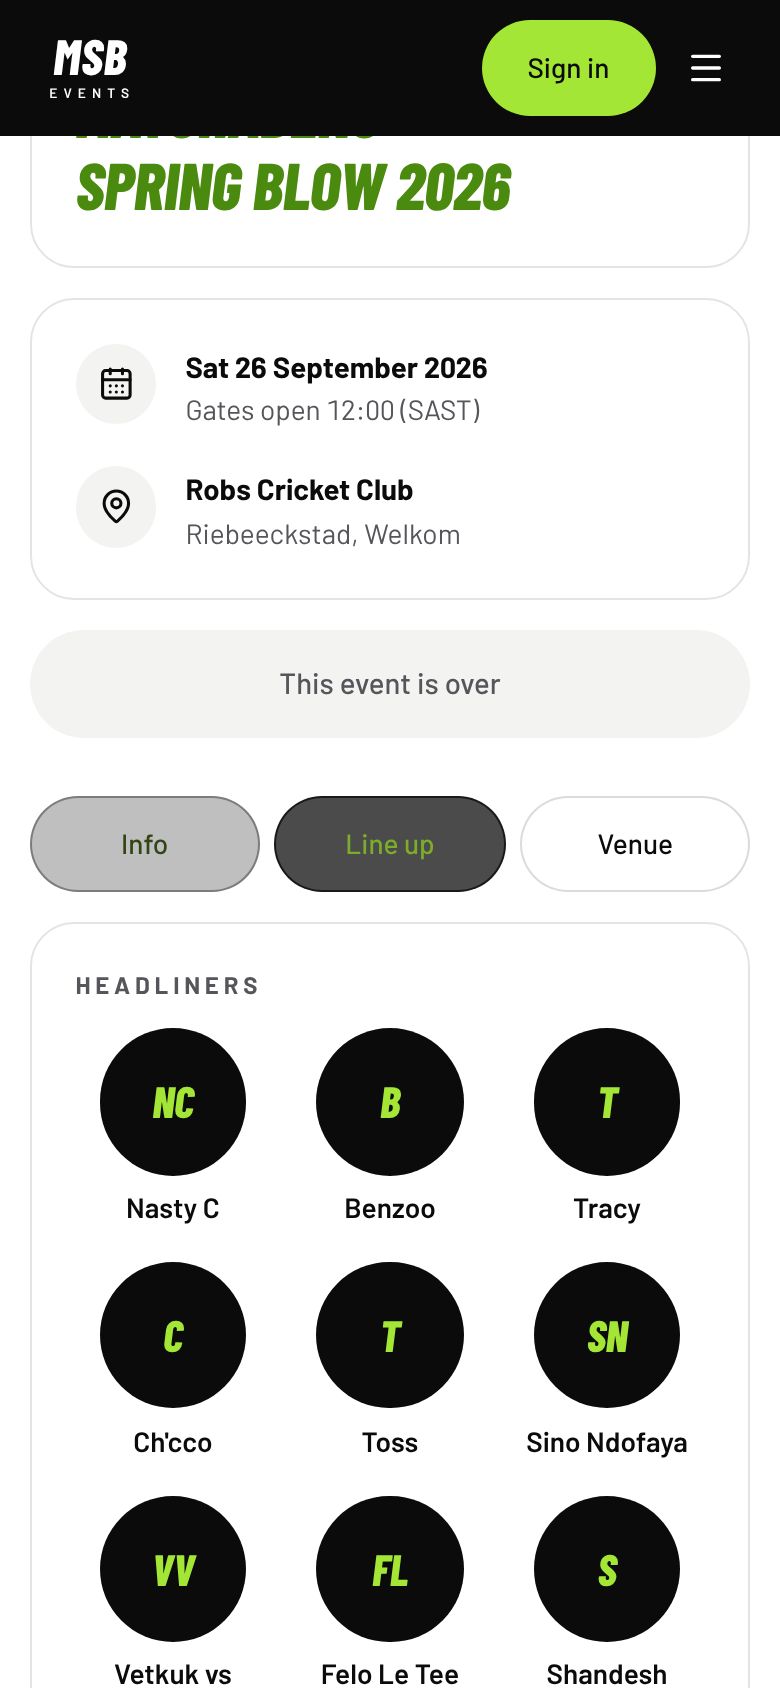 MSB
EVENTS
Sign in
SPRING BLOW 2026
Sat 26 September 2026
Gates open 12:00 (SAST)
Robs Cricket Club
Riebeeckstad, Welkom
This event is over
Info
Line up
Venue
HEADLINERS
NC
B
T
Nasty C
Benzoo
Tracy
C
T
SN
Ch'cco
Toss
Sino Ndofaya
VV
FL
S
Vetkuk vs
Felo Le Tee
Shandesh